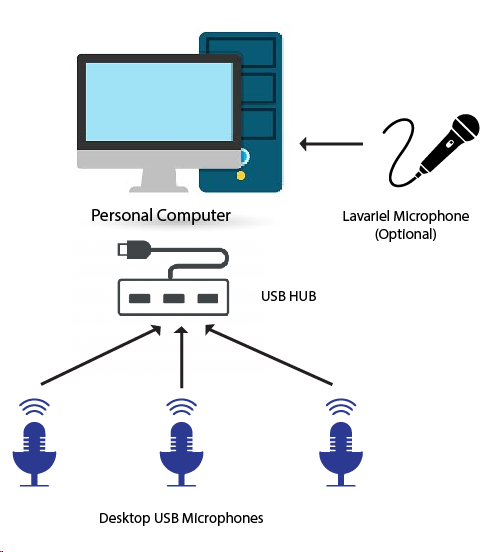 Personal Computer
Lavariel Microphone
(Optional)
USB HUB
Desktop USB Microphones